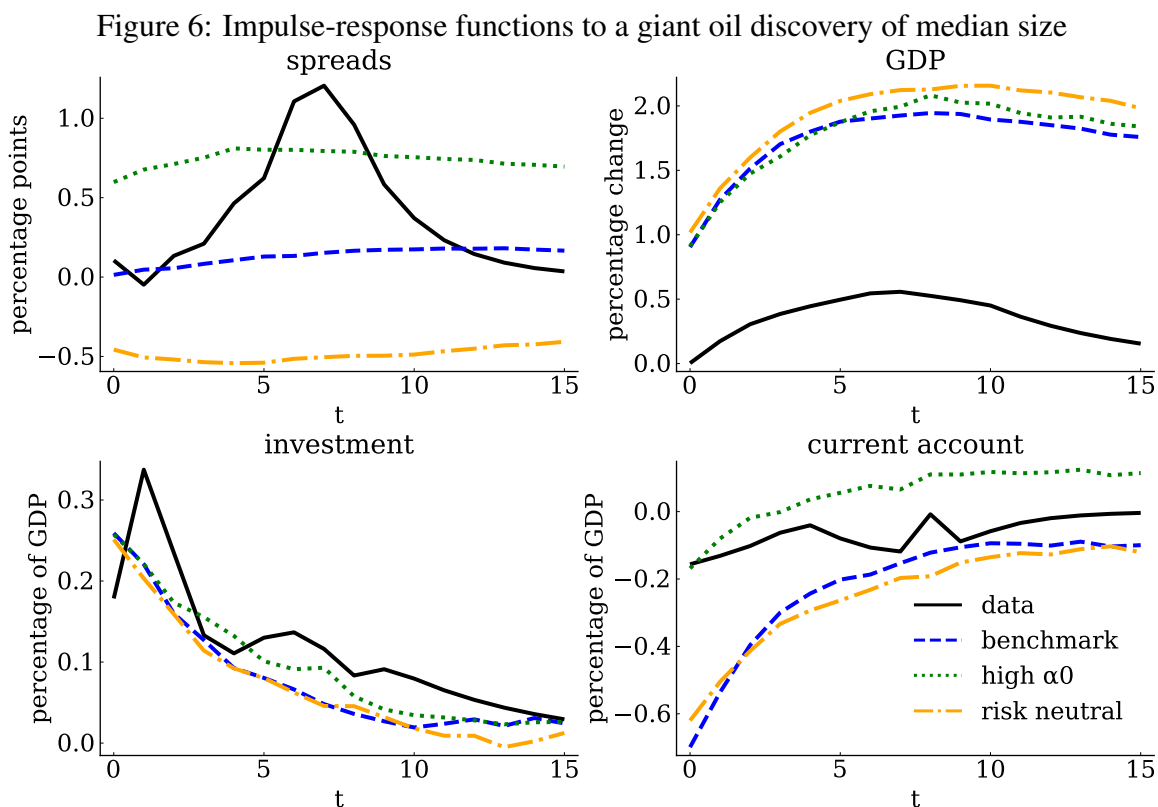 Figure 6: Impulse-response functions to a giant oil discovery of median size
spreads
percentage points
1.0
0.5
0.0
−0.5
0 5 10 15
t
GDP
percentage change
2.0
1.5
1.0
0.5
0.0
0 5 10 15
t
investment
percentage of GDP
0.3
0.2
0.1
0.0
0 5 10 15
t
current account
percentage of GDP
0.0
−0.2
−0.4
−0.6
0 5 10 15
t
data
benchmark
high α0
risk neutral